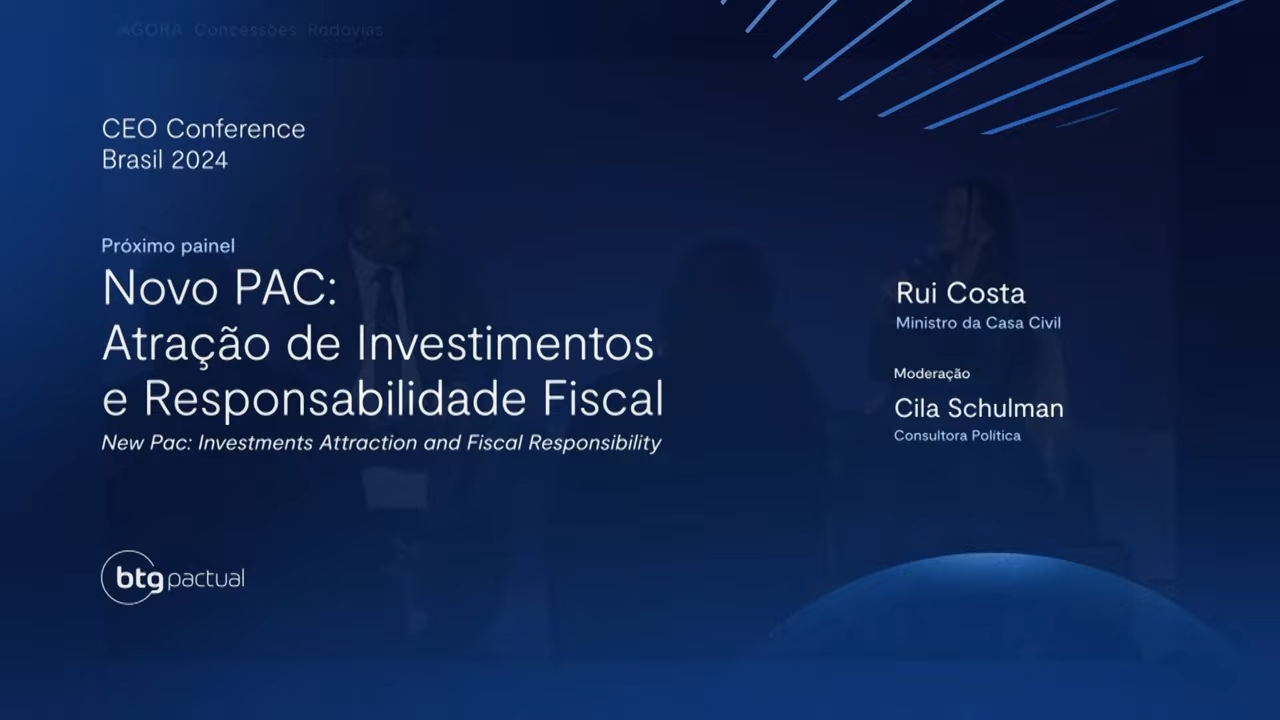 AGORA Concessões Rodovias
CEO Conference
Brasil 2024
Próximo painel
Novo PAC:
Atração de Investimentos
e Responsabilidade Fiscal
New Pac: Investments Attraction and Fiscal Responsibility
Rui Costa
Ministro da Casa Civil
Moderação
Cila Schulman
Consultora Política
btg pactual